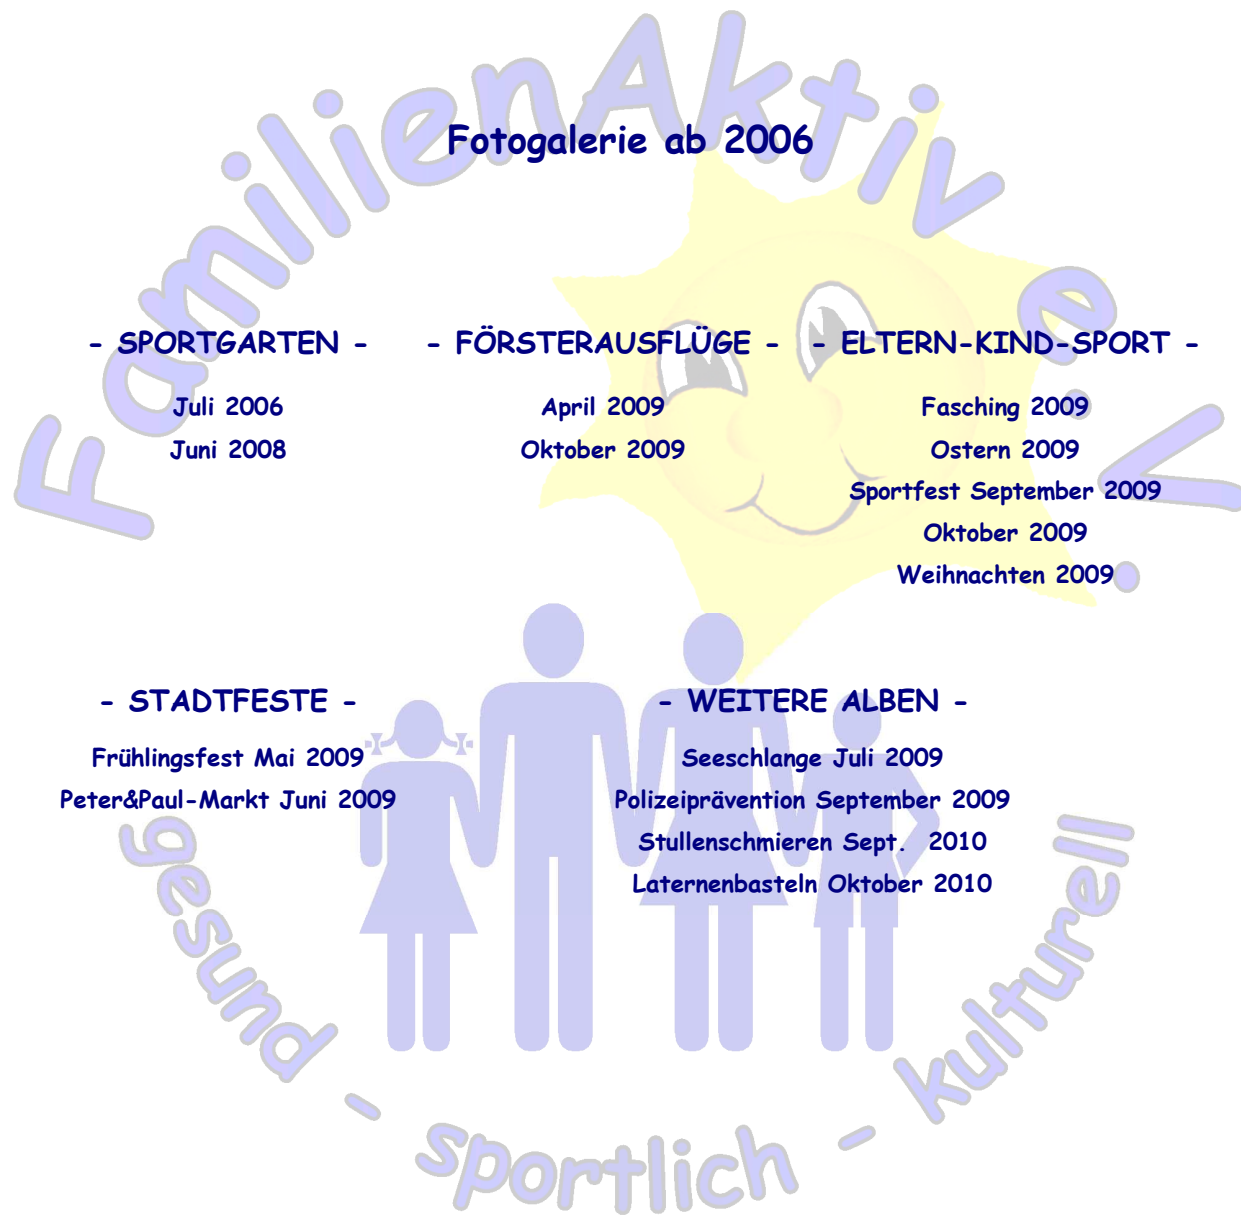 FamilienAktiv e.V.
Fotogalerie ab 2006
- SPORTGARTEN -
Juli 2006
Juni 2008
- FÖRSTERAUSFLÜGE -
April 2009
Oktober 2009
- ELTERN-KIND-SPORT -
Fasching 2009
Ostern 2009
Sportfest September 2009
Oktober 2009
Weihnachten 2009
- STADTFESTE -
Frühlingsfest Mai 2009
Peter&Paul-Markt Juni 2009
- WEITERE ALBEN -
Seeschlange Juli 2009
Polizeiprävention September 2009
Stullenschmieren Sept.  2010
Laternenbasteln Oktober 2010
gesund - sportlich - kulturell